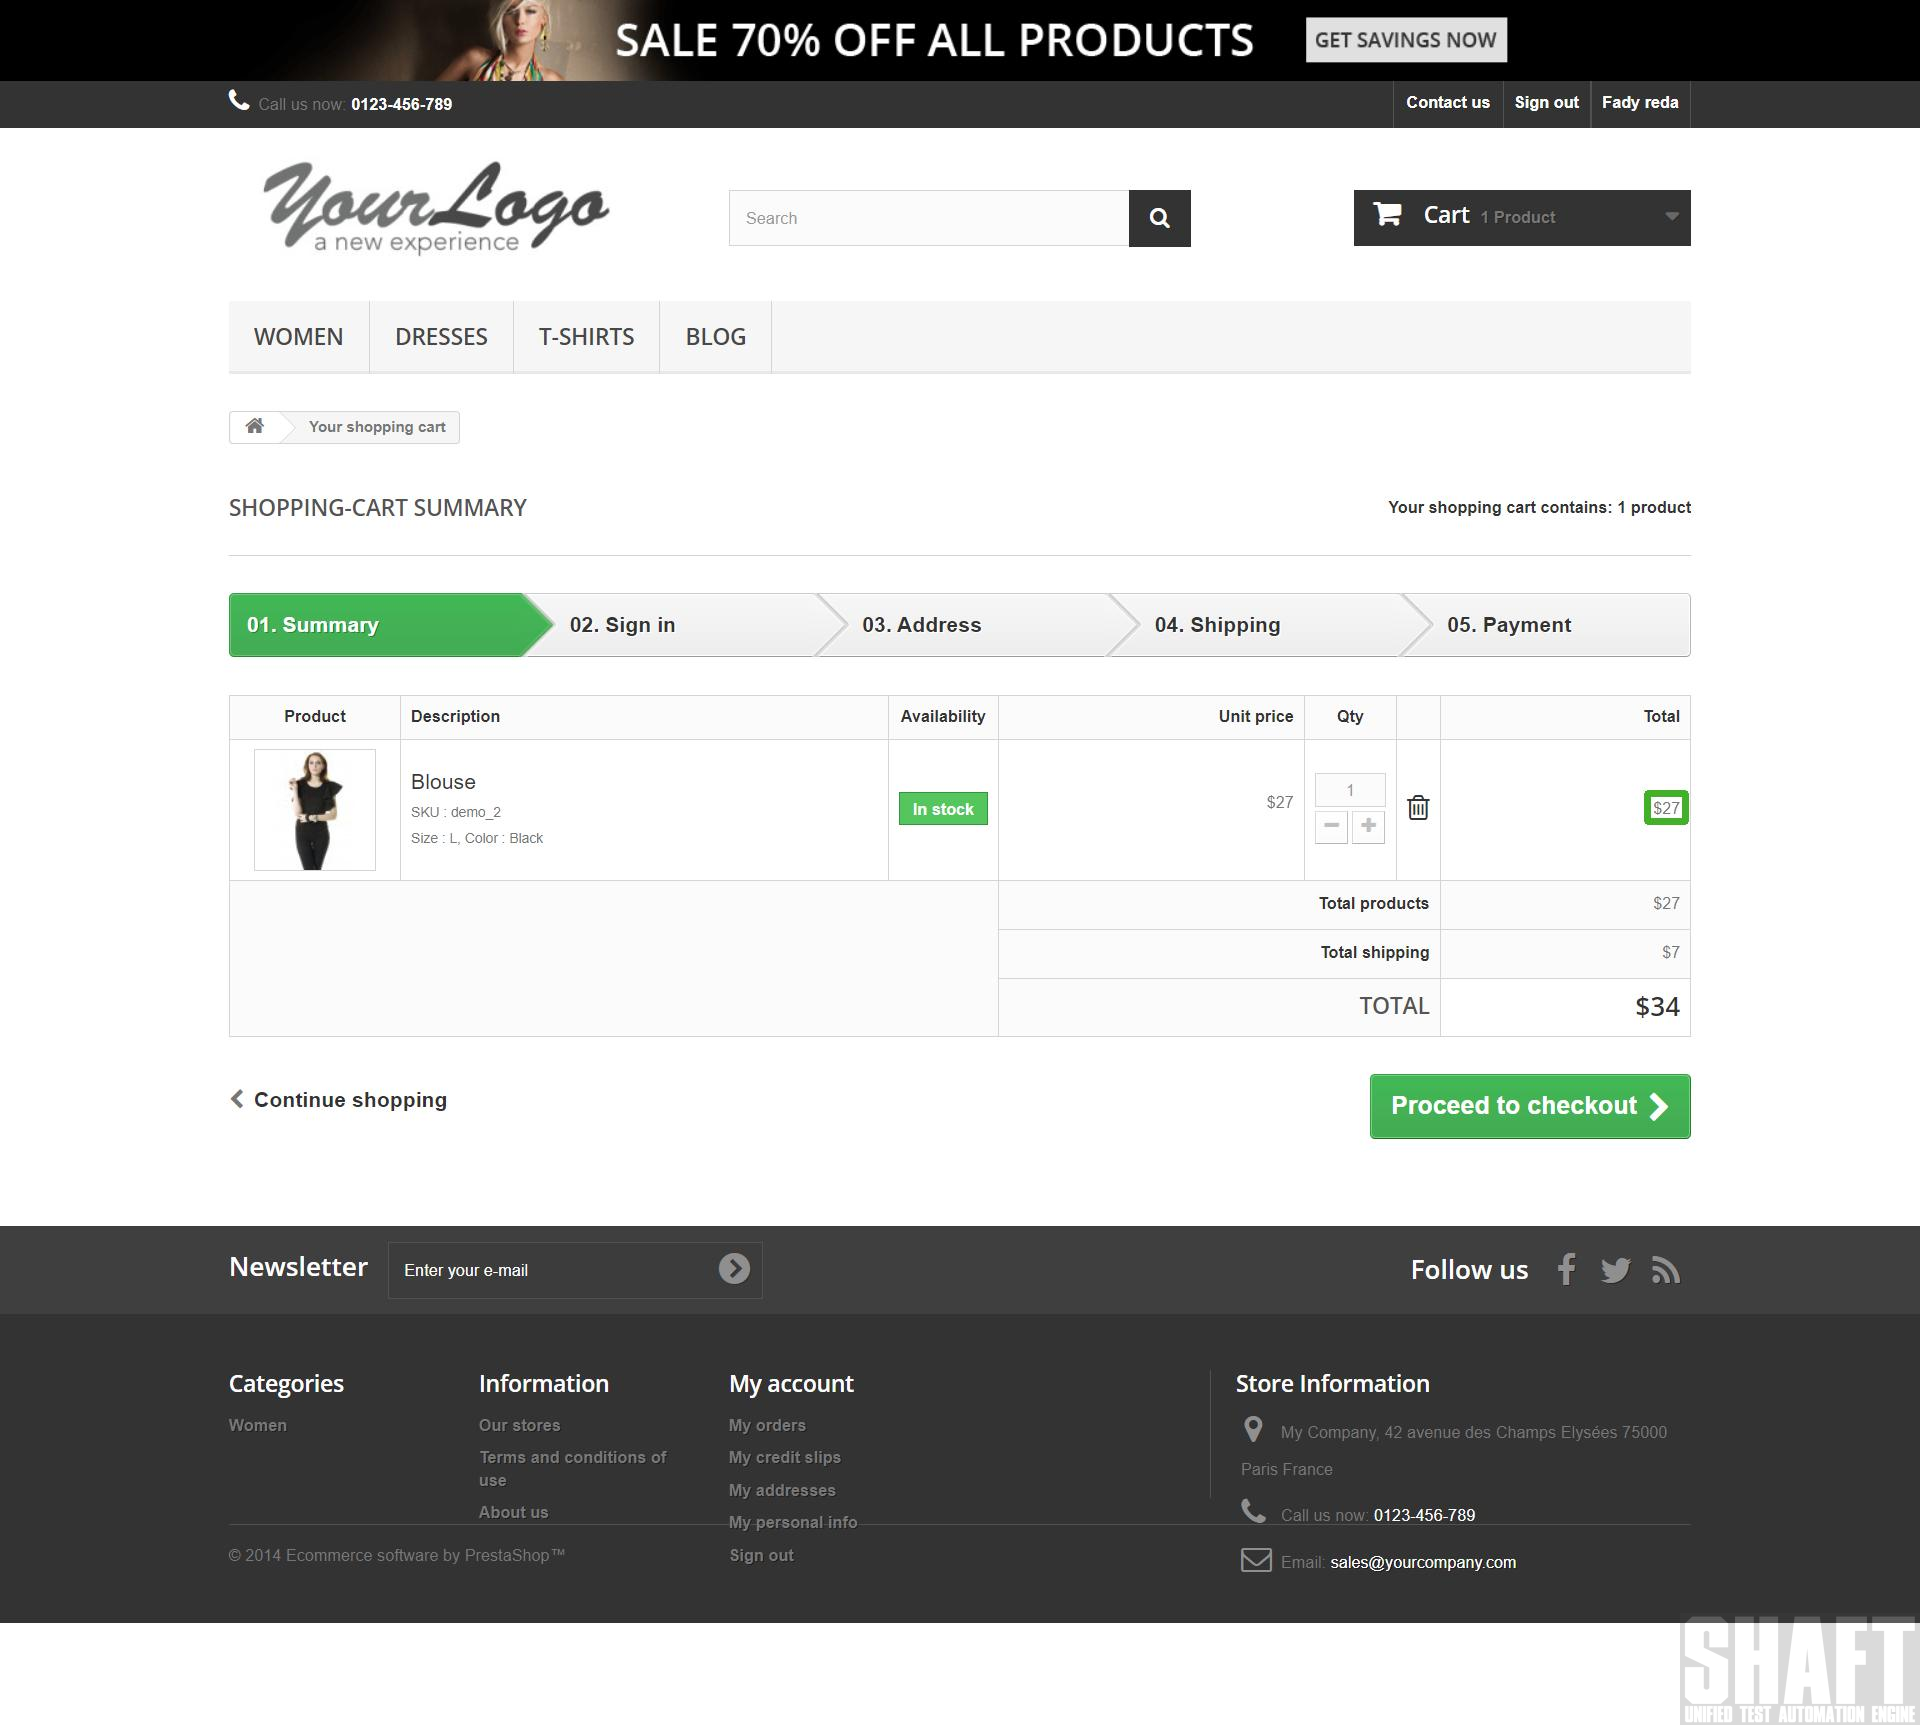 SALE 70% OFF ALL PRODUCTS GET SAVINGS NOW
Call us now: 0123-456-789 Contact us Sign out Fady reda
YourLogo
a new experience
Search
Cart 1 Product
WOMEN DRESSES T-SHIRTS BLOG
Your shopping cart
SHOPPING-CART SUMMARY Your shopping cart contains: 1 product
01. Summary 02. Sign in 03. Address 04. Shipping 05. Payment
Product Description Availability Unit price Qty Total
Blouse
SKU : demo_2
Size : L, Color : Black
In stock
$27
1
$27
Total products $27
Total shipping $7
TOTAL $34
Continue shopping Proceed to checkout
Newsletter Enter your e-mail Follow us
Categories
Women
Information
Our stores
Terms and conditions of
use
About us
My account
My orders
My credit slips
My addresses
My personal info
Sign out
Store Information
My Company, 42 avenue des Champs Elysées 75000
Paris France
Call us now: 0123-456-789
Email: sales@yourcompany.com
© 2014 Ecommerce software by PrestaShop™
SHAFT
UNIFIED TEST AUTOMATION ENGINE